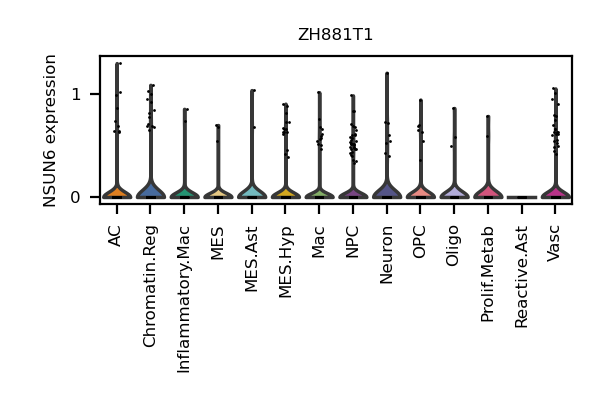 ZH881T1
NSUN6 expression
1
0
AC
Chromatin.Reg
Inflammatory.Mac
MES
MES.Ast
MES.Hyp
Mac
NPC
Neuron
OPC
Oligo
Prolif.Metab
Reactive.Ast
Vasc